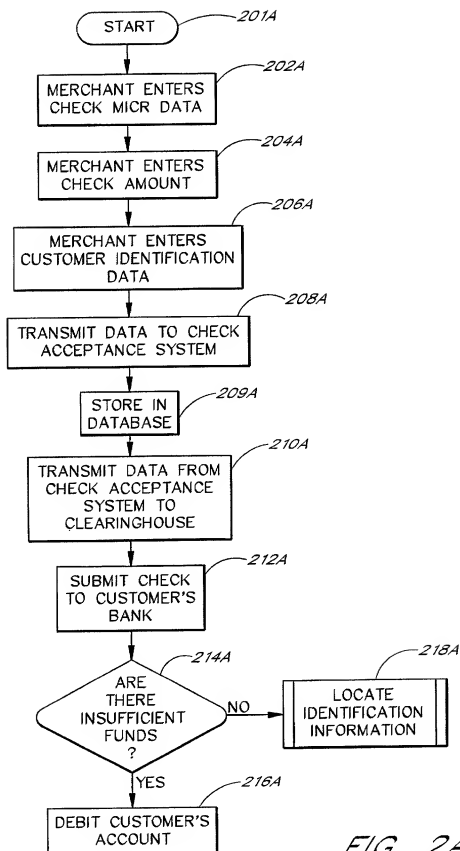 START
201A
202A
MERCHANT ENTERS
CHECK MICR DATA
204A
MERCHANT ENTERS
CHECK AMOUNT
206A
MERCHANT ENTERS
CUSTOMER IDENTIFICATION
DATA
208A
TRANSMIT DATA TO CHECK
ACCEPTANCE SYSTEM
209A
STORE IN
DATABASE
210A
TRANSMIT DATA FROM
CHECK ACCEPTANCE
SYSTEM TO
CLEARINGHOUSE
212A
SUBMIT CHECK
TO CUSTOMER'S
BANK
214A
ARE
THERE
INSUFFICIENT
FUNDS
?
NO
218A
LOCATE
IDENTIFICATION
INFORMATION
YES
216A
DEBIT CUSTOMER'S
ACCOUNT
FIG. 2A